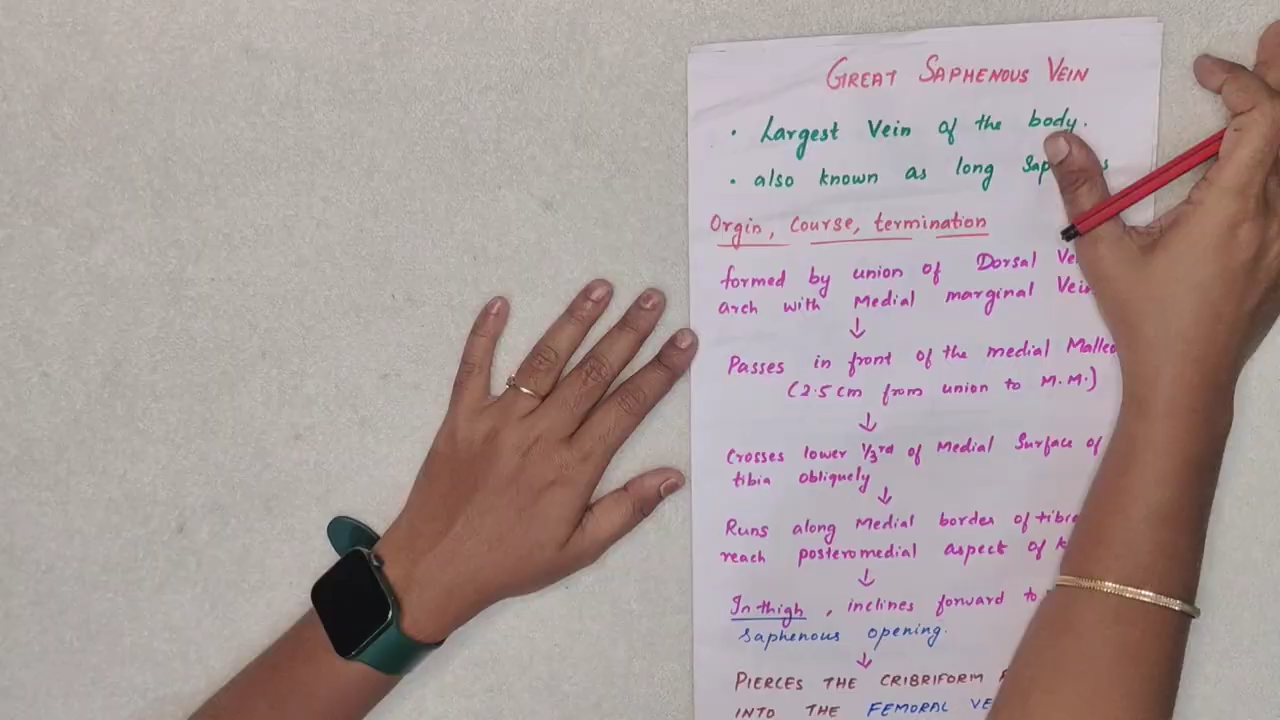 GREAT SAPHENOUS VEIN
• Largest Vein of the body.
• also known as long
Orgin, Course, termination
formed by union of Dorsal
arch with Medial marginal Vein
↓
Passes in front of the medial
(2.5 cm from union to M.M.)
↓
Crosses lower 1/3rd of Medial Surface of
tibia obliquely
↓
Runs along Medial border of
reach posteromedial aspect of
↓
In thigh, inclines forward to
saphenous opening.
↓
PIERCES THE CRIBRIFORM
INTO THE FEMORAL